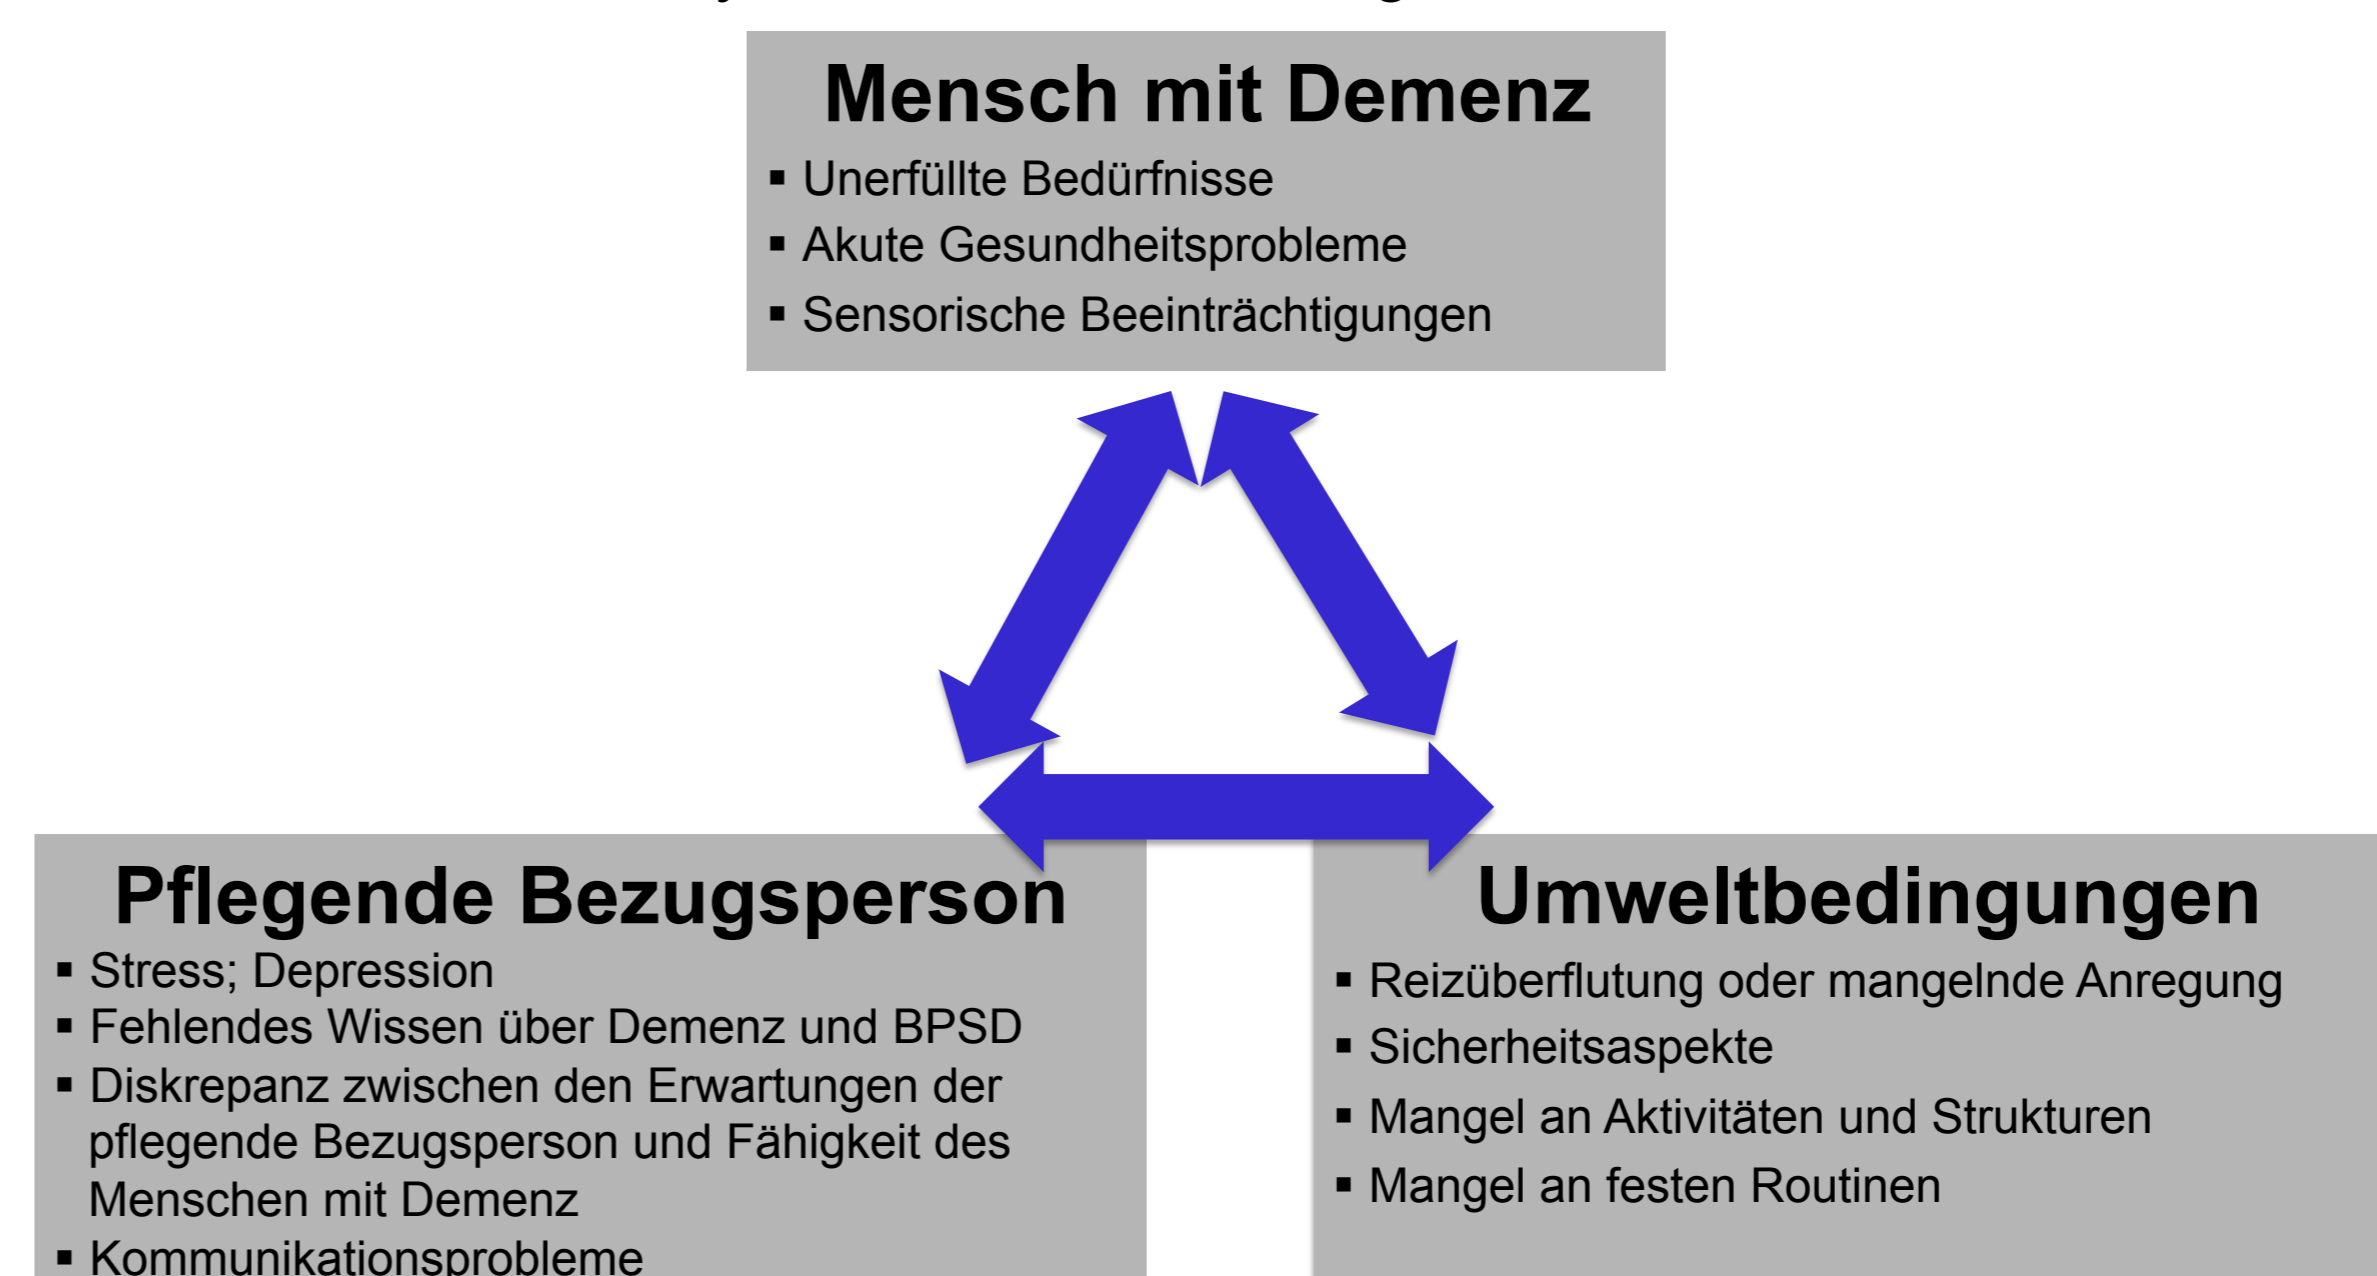 Mensch mit Demenz
▪ Unerfüllte Bedürfnisse
▪ Akute Gesundheitsprobleme
▪ Sensorische Beeinträchtigungen
Pflegende Bezugsperson
▪ Stress; Depression
▪ Fehlendes Wissen über Demenz und BPSD
▪ Diskrepanz zwischen den Erwartungen der
pflegende Bezugsperson und Fähigkeit des
Menschen mit Demenz
▪ Kommunikationsprobleme
Umweltbedingungen
▪ Reizüberflutung oder mangelnde Anregung
▪ Sicherheitsaspekte
▪ Mangel an Aktivitäten und Strukturen
▪ Mangel an festen Routinen